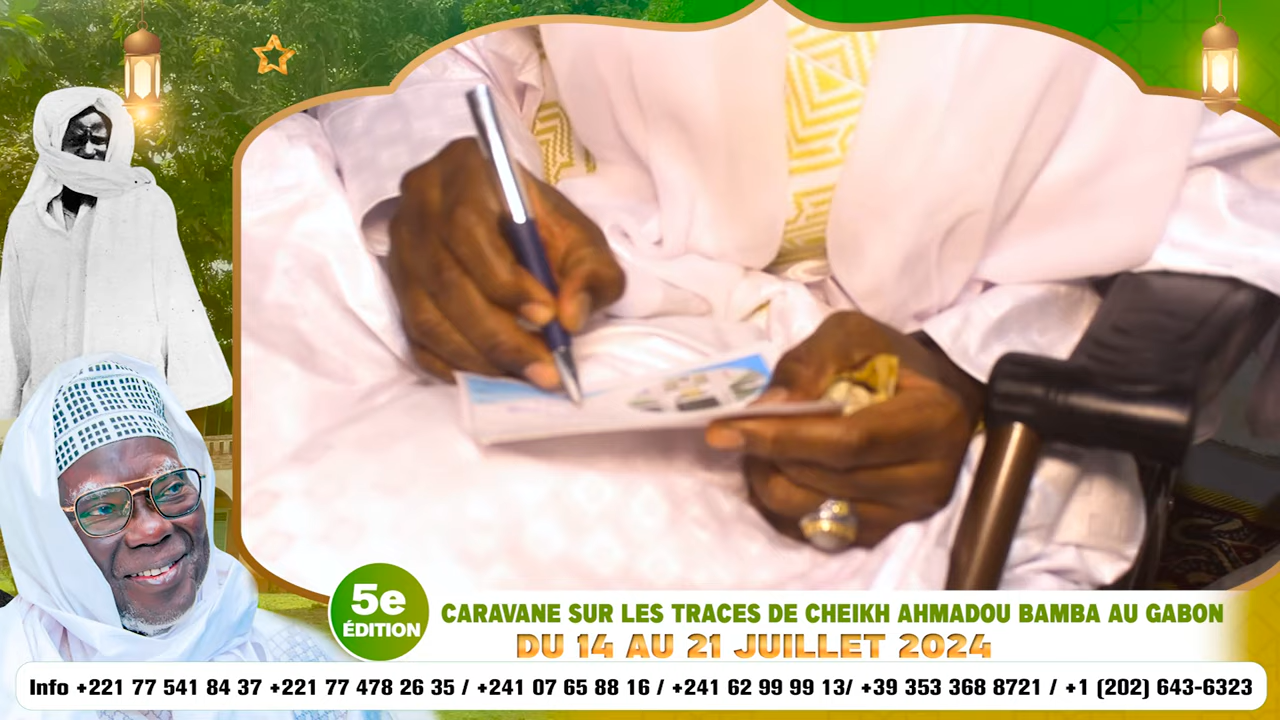 5e
ÉDITION
CARAVANE SUR LES TRACES DE CHEIKH AHMADOU BAMBA AU GABON
DU 14 AU 21 JUILLET 2024
Info +221 77 541 84 37 +221 77 478 26 35 / +241 07 65 88 16 / +241 62 99 99 13/ +39 353 368 8721 / +1 (202) 643-6323